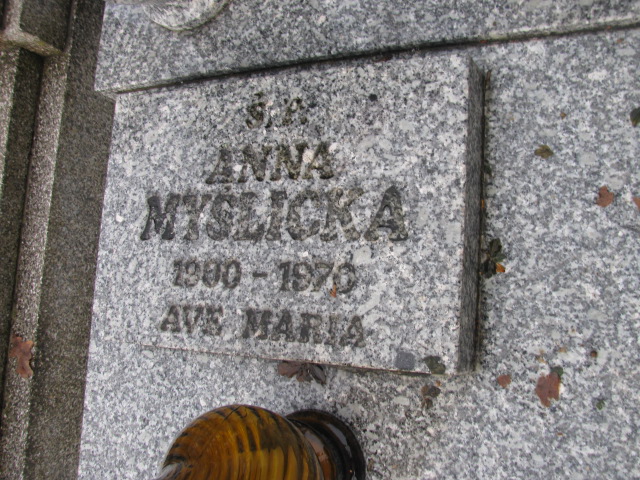 Ś.P.
ANNA
MYŚLICKA
1900 - 1970
AVE MARIA